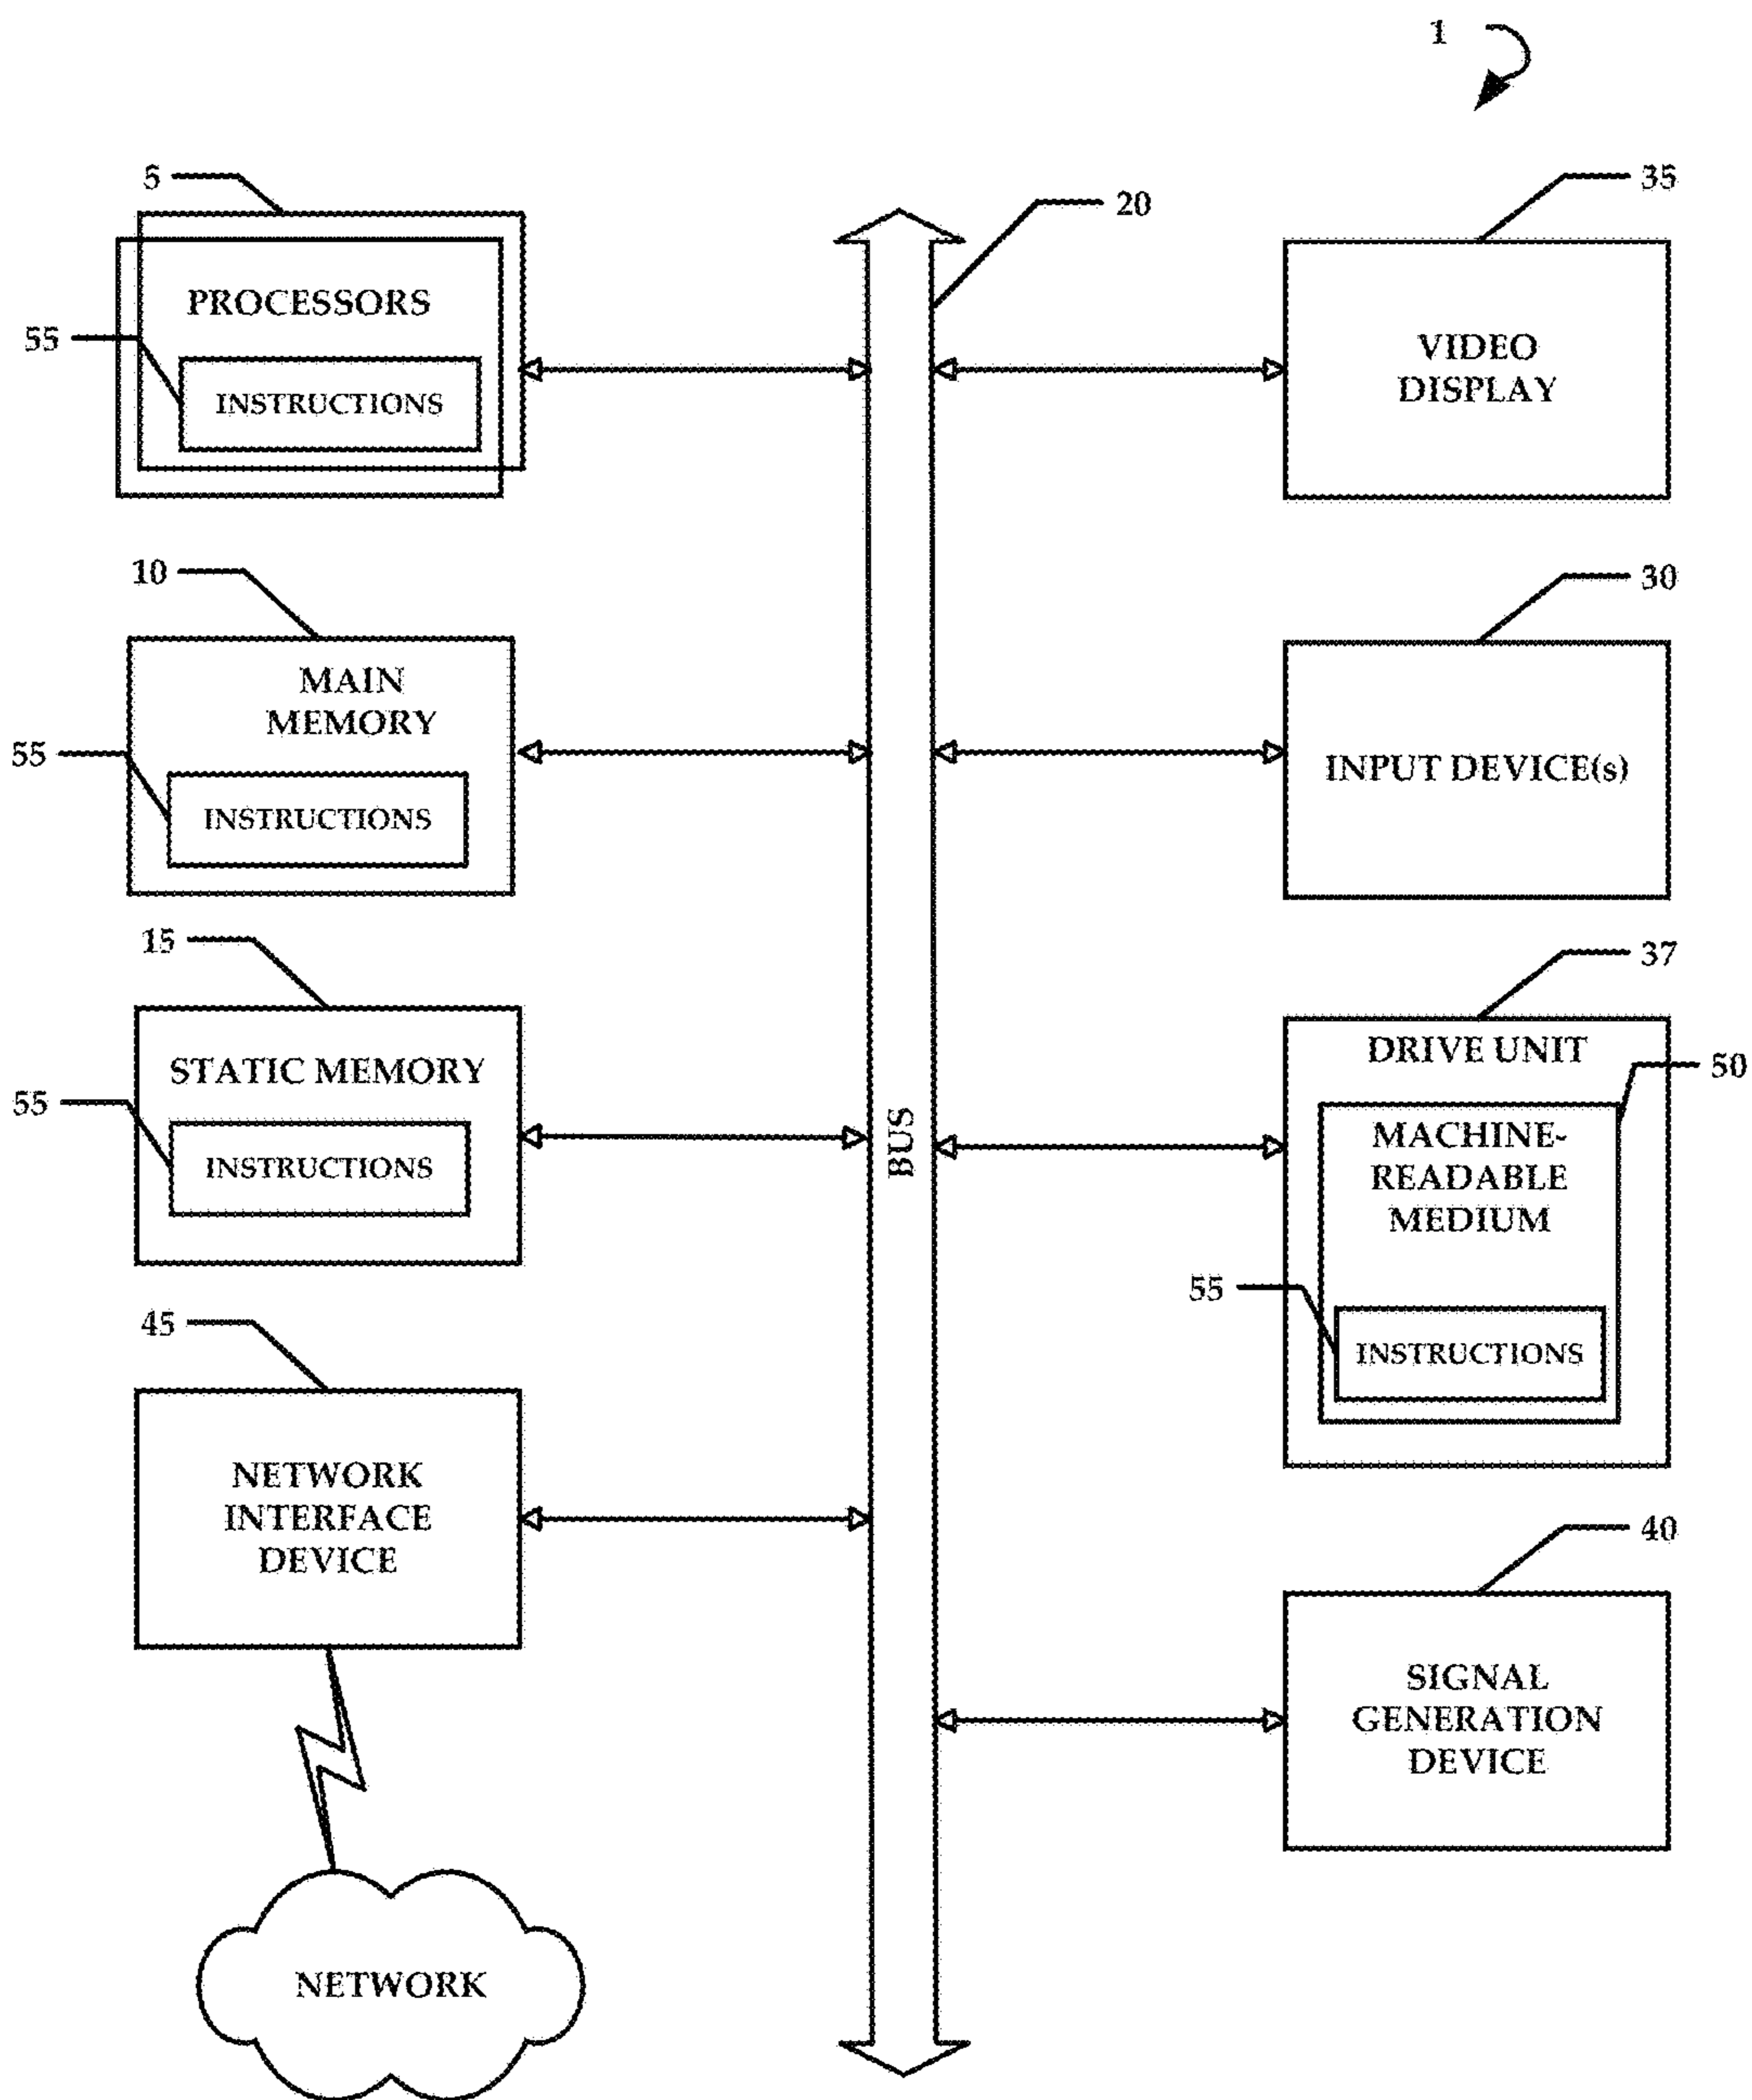 1
5
PROCESSORS
55
INSTRUCTIONS
10
MAIN
MEMORY
55
INSTRUCTIONS
15
STATIC MEMORY
55
INSTRUCTIONS
45
NETWORK
INTERFACE
DEVICE
NETWORK
20
BUS
35
VIDEO
DISPLAY
30
INPUT DEVICE(s)
37
DRIVE UNIT
50
MACHINE-
READABLE
MEDIUM
55
INSTRUCTIONS
40
SIGNAL
GENERATION
DEVICE